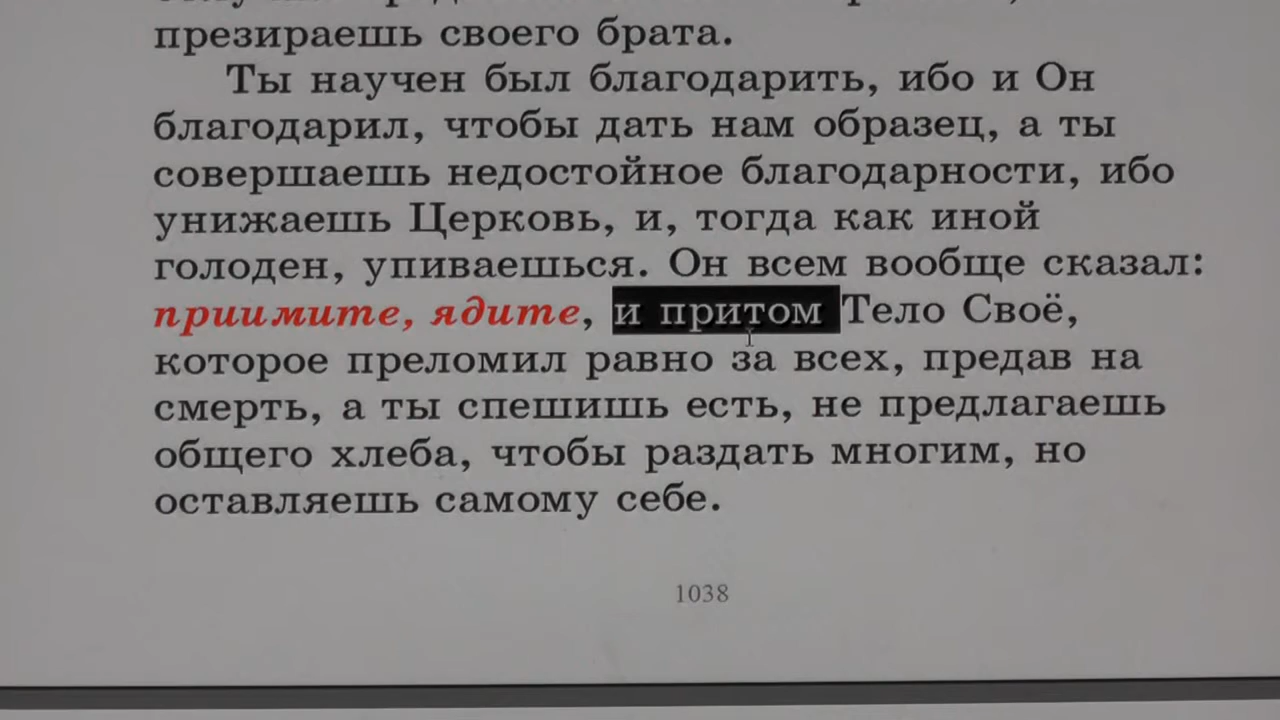 презираешь своего брата.
Ты научен был благодарить, ибо и Он
благодарил, чтобы дать нам образец, а ты
совершаешь недостойное благодарности, ибо
унижаешь Церковь, и, тогда как иной
голоден, упиваешься. Он всем вообще сказал:
приимите, ядите, и притом Тело Своё,
которое преломил равно за всех, предав на
смерть, а ты спешишь есть, не предлагаешь
общего хлеба, чтобы раздать многим, но
оставляешь самому себе.
1038